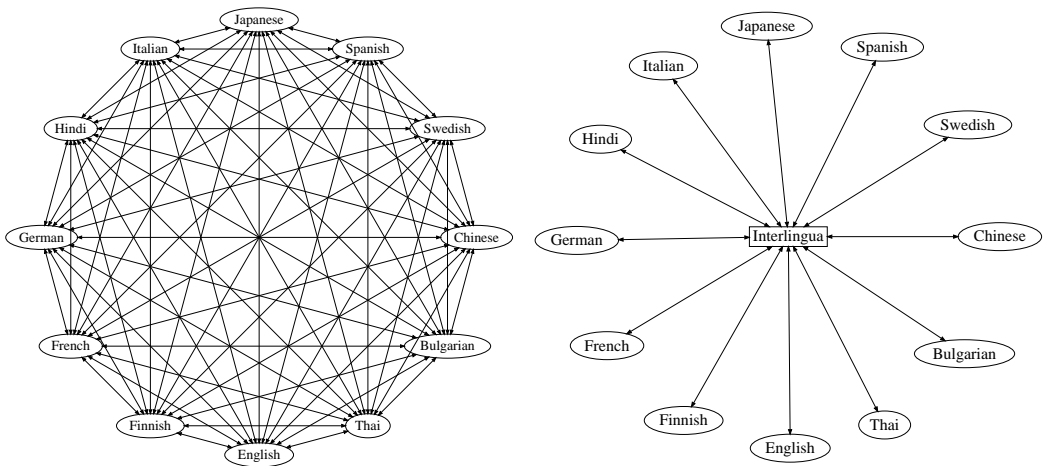 Japanese
Italian
Spanish
Hindi
Swedish
German
Chinese
French
Bulgarian
Finnish
Thai
English
Japanese
Spanish
Italian
Swedish
Hindi
German
Interlingua
Chinese
French
Bulgarian
Finnish
Thai
English